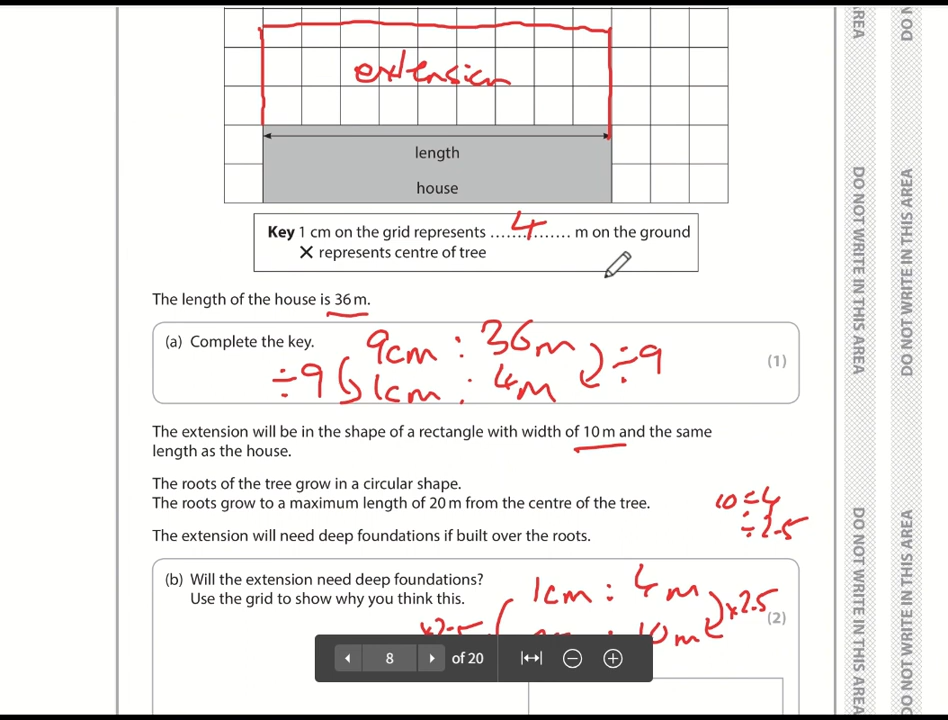 extension
length
house
Key 1 cm on the grid represents ....4.... m on the ground
X represents centre of tree
The length of the house is 36 m.
(a) Complete the key.
9cm : 36m
÷9
(1)
÷9
1cm : 4m
The extension will be in the shape of a rectangle with width of 10 m and the same
length as the house.
The roots of the tree grow in a circular shape.
The roots grow to a maximum length of 20 m from the centre of the tree.
The extension will need deep foundations if built over the roots.
(b) Will the extension need deep foundations?
Use the grid to show why you think this.
1cm : 4m
×2.5
(2)
×2.5
10m
8
of 20
REA
DO N
DO NOT WRITE IN THIS AREA
DO NOT WRITE IN THIS AREA
DO NOT WRITE IN THIS AREA
DO NOT WRITE IN THIS AREA